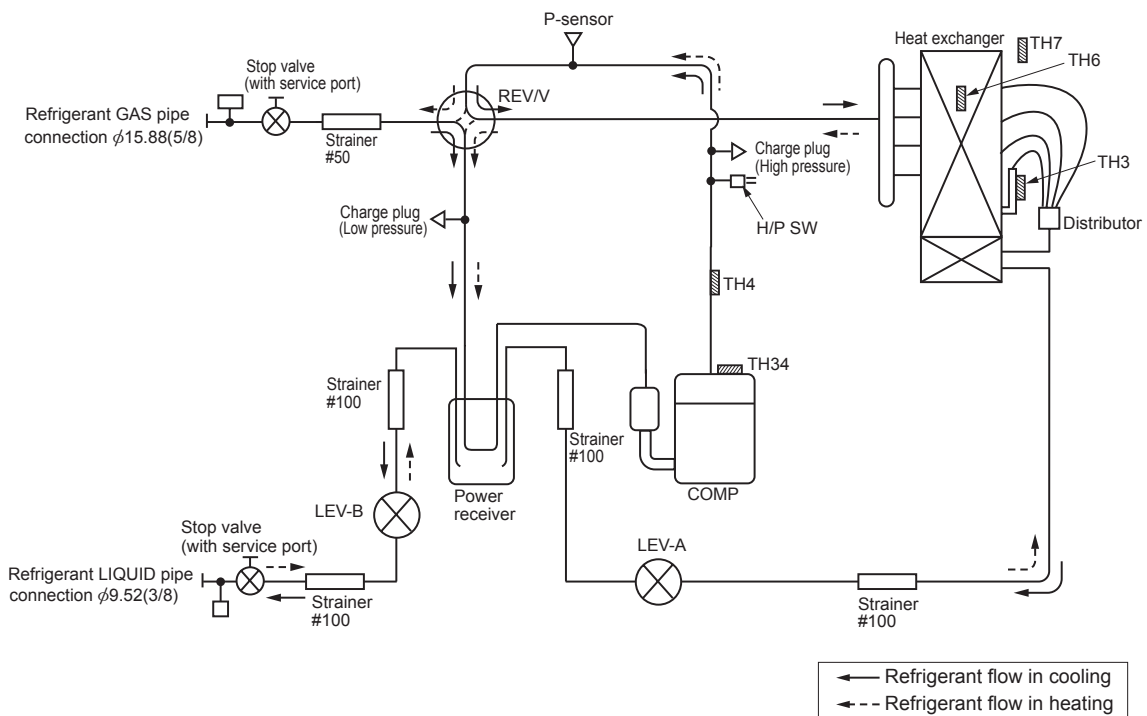 P-sensor
Heat exchanger
TH7
TH6
Stop valve
(with service port)
REV/V
Refrigerant GAS pipe
connection ϕ15.88(5/8)
Strainer
#50
Charge plug
(High pressure)
TH3
H/P SW
Charge plug
(Low pressure)
Distributor
TH4
TH34
Strainer
#100
Strainer
#100
COMP
Power
receiver
LEV-B
Stop valve
(with service port)
LEV-A
Refrigerant LIQUID pipe
connection ϕ9.52(3/8)
Strainer
#100
Strainer
#100
Refrigerant flow in cooling
Refrigerant flow in heating